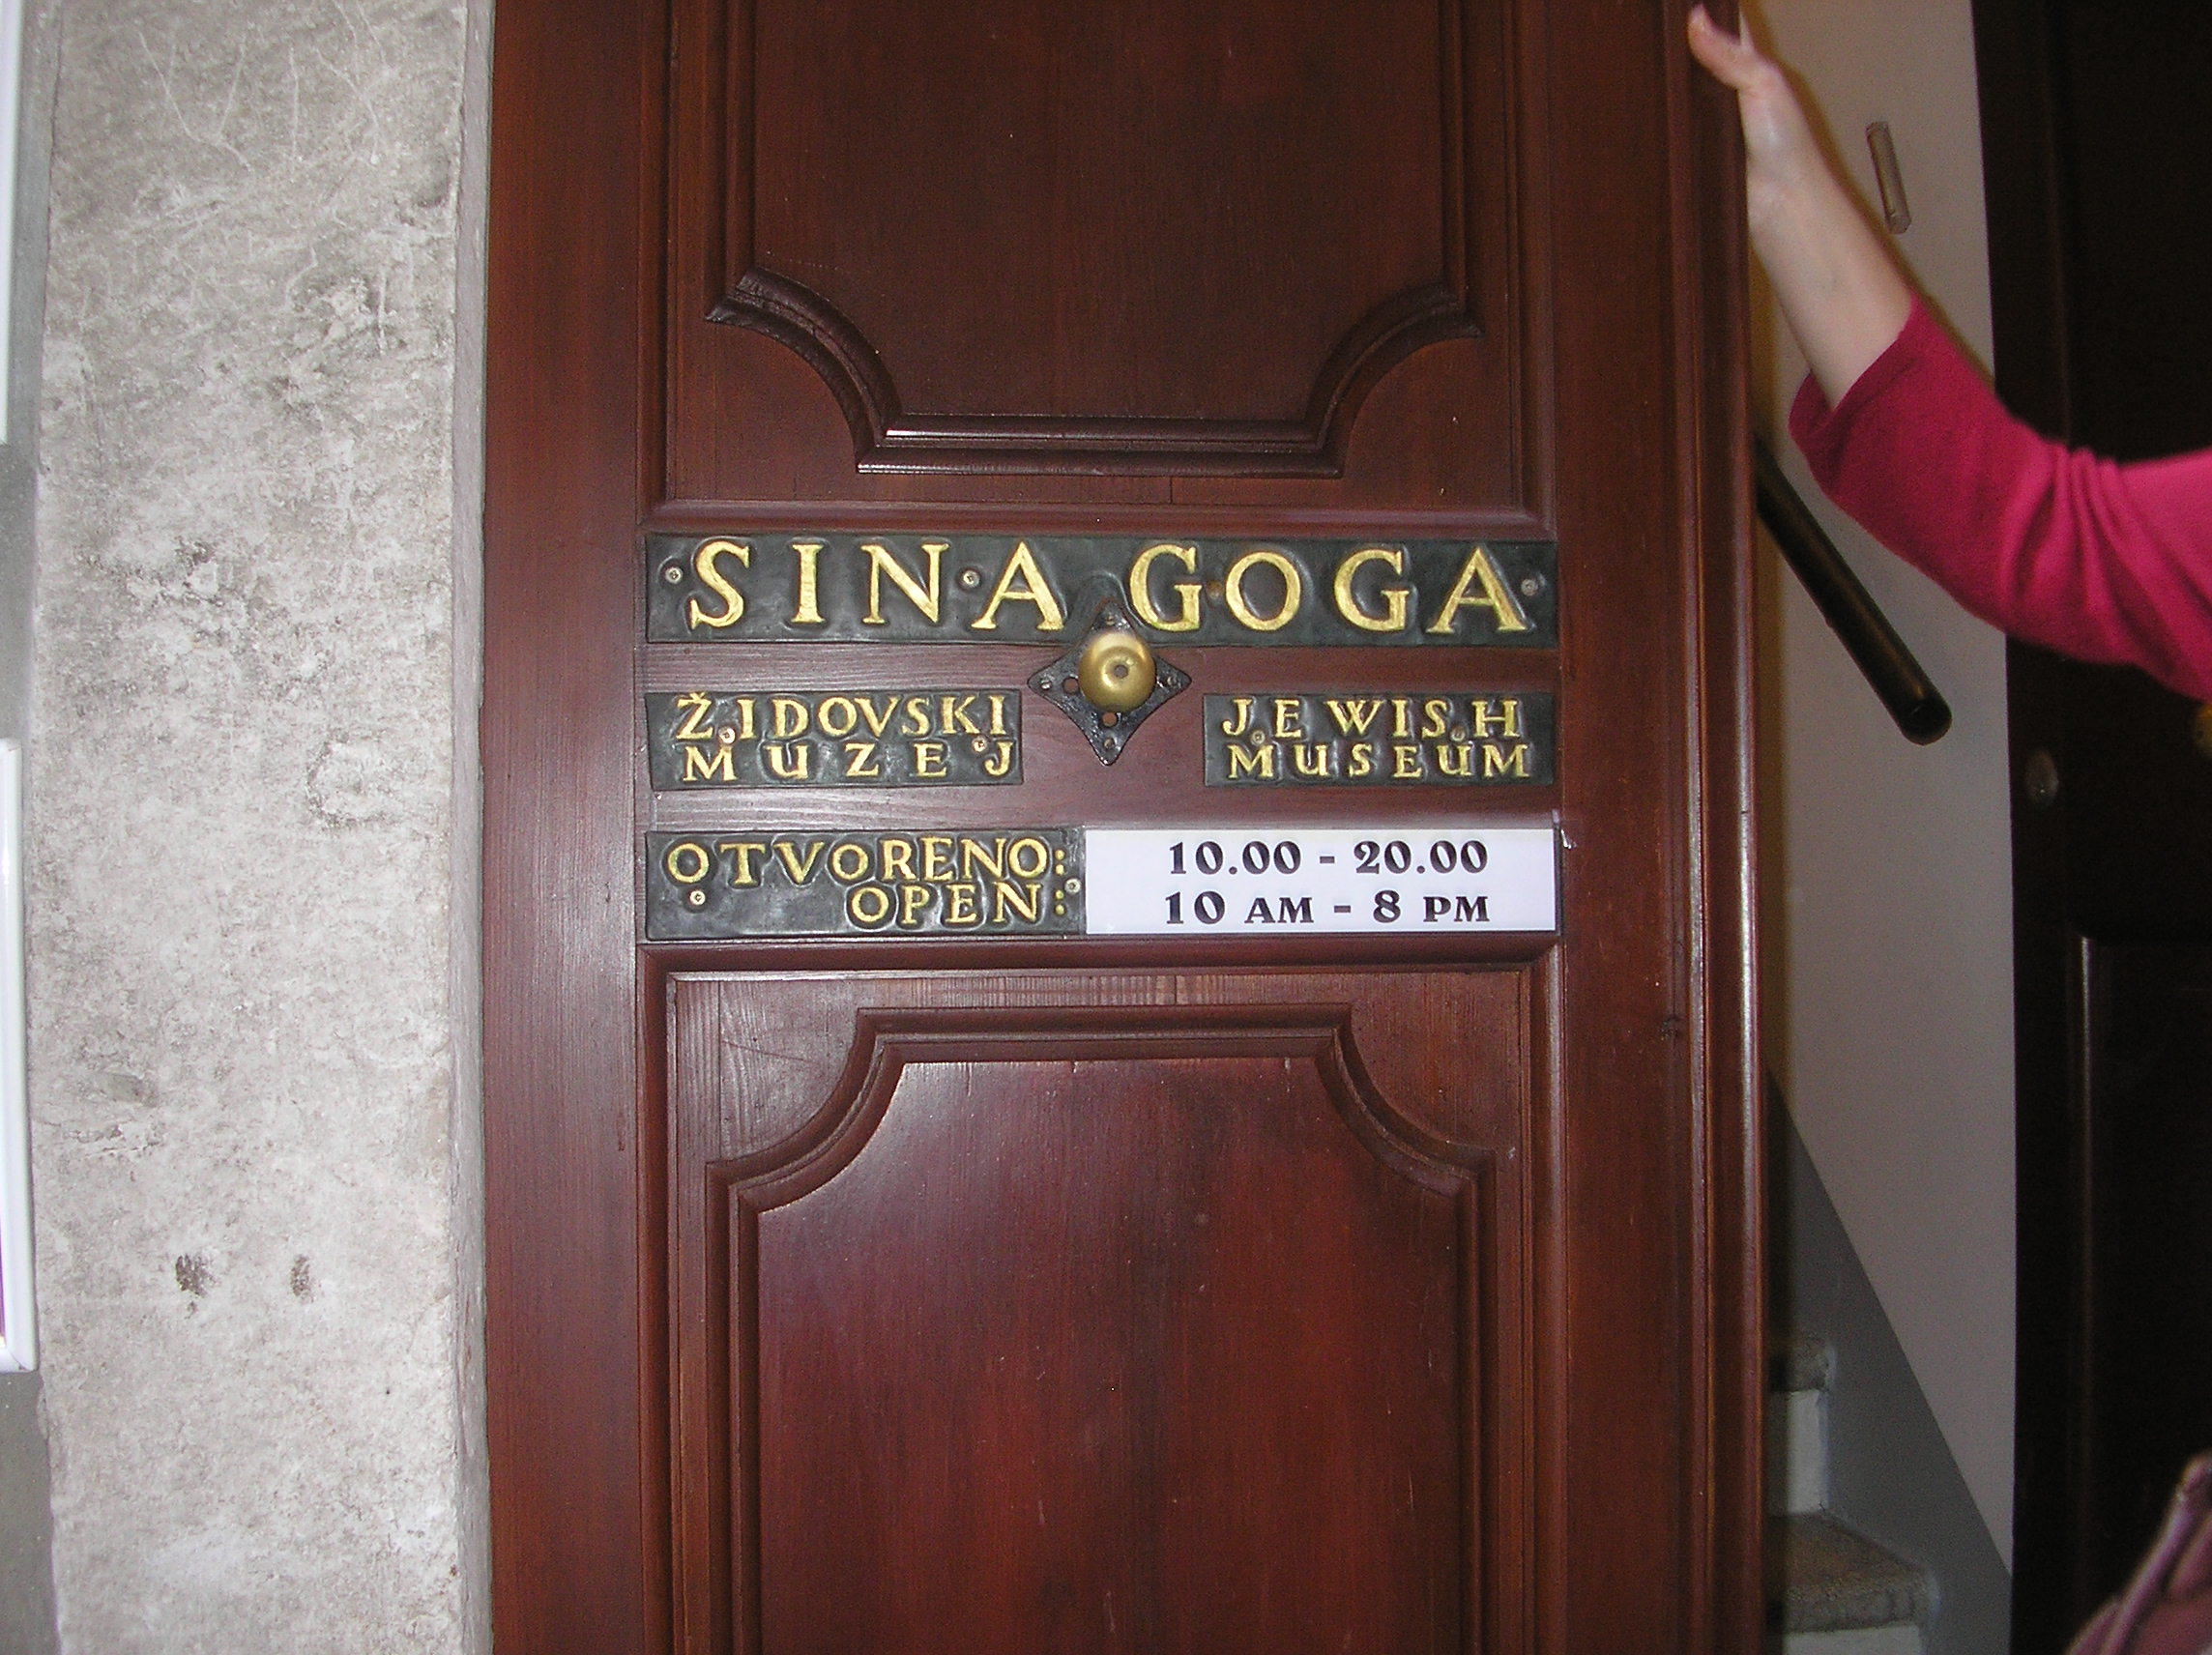 SINAGOGA
ŽIDOVSKI
MUZEJ
JEWISH
MUSEUM
OTVORENO: 10.00 - 20.00
OPEN: 10 AM - 8 PM